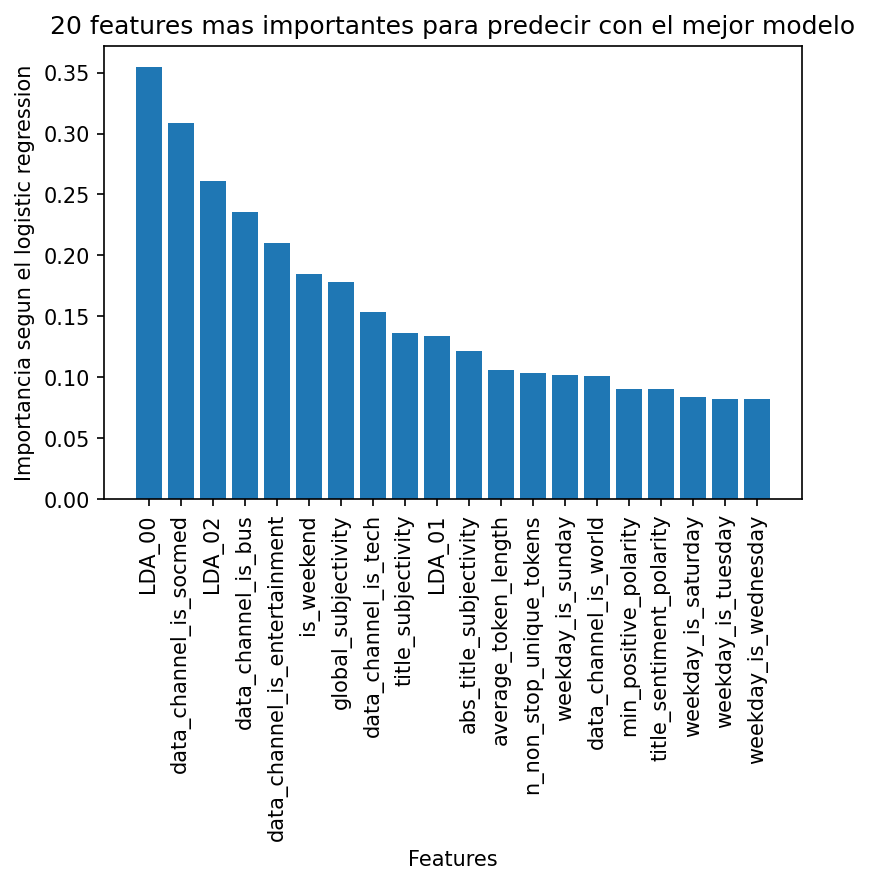 20 features mas importantes para predecir con el mejor modelo
Importancia segun el logistic regression
0.35
0.30
0.25
0.20
0.15
0.10
0.05
0.00
LDA_00
data_channel_is_socmed
LDA_02
data_channel_is_bus
data_channel_is_entertainment
is_weekend
global_subjectivity
data_channel_is_tech
title_subjectivity
LDA_01
abs_title_subjectivity
average_token_length
n_non_stop_unique_tokens
weekday_is_sunday
data_channel_is_world
min_positive_polarity
title_sentiment_polarity
weekday_is_saturday
weekday_is_tuesday
weekday_is_wednesday
Features